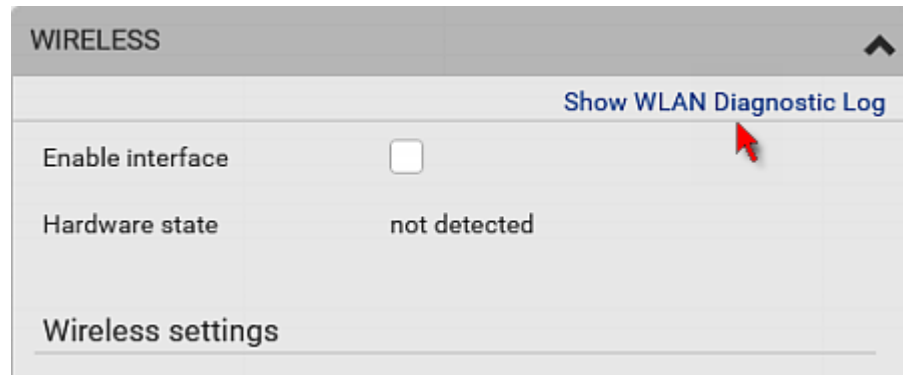 WIRELESS
Show WLAN Diagnostic Log
Enable interface
Hardware state not detected
Wireless settings